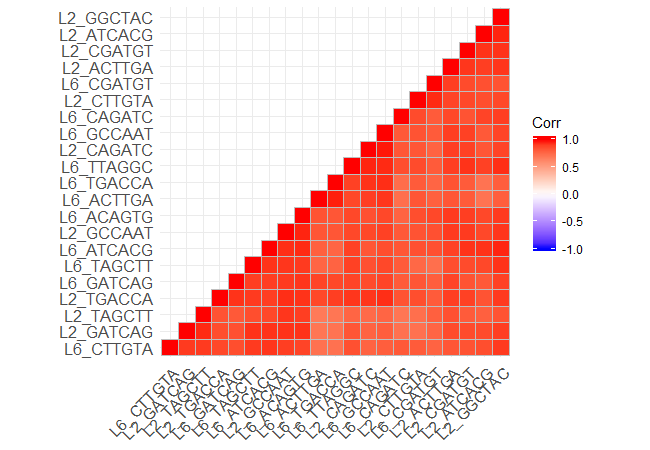 L2_GGCTAC
L2_ATCACG
L2_CGATGT
L2_ACTTGA
L6_CGATGT
L2_CTTGTA
L6_CAGATC
L6_GCCAAT
L2_CAGATC
L6_TTAGGC
L6_TGACCA
L6_ACTTGA
L6_ACAGTG
L2_GCCAAT
L6_ATCACG
L6_TAGCTT
L6_GATCAG
L2_TGACCA
L2_TAGCTT
L2_GATCAG
L6_CTTGTA
Corr
1.0
0.5
0.0
-0.5
-1.0
L6_CTTGTA
L2_GATCAG
L2_TAGCTT
L2_TGACCA
L6_GATCAG
L6_TAGCTT
L6_ATCACG
L2_GCCAAT
L6_ACAGTG
L6_ACTTGA
L6_TGACCA
L6_TTAGGC
L2_CAGATC
L6_GCCAAT
L6_CAGATC
L2_CTTGTA
L6_CGATGT
L2_ACTTGA
L2_CGATGT
L2_ATCACG
L2_GGCTAC